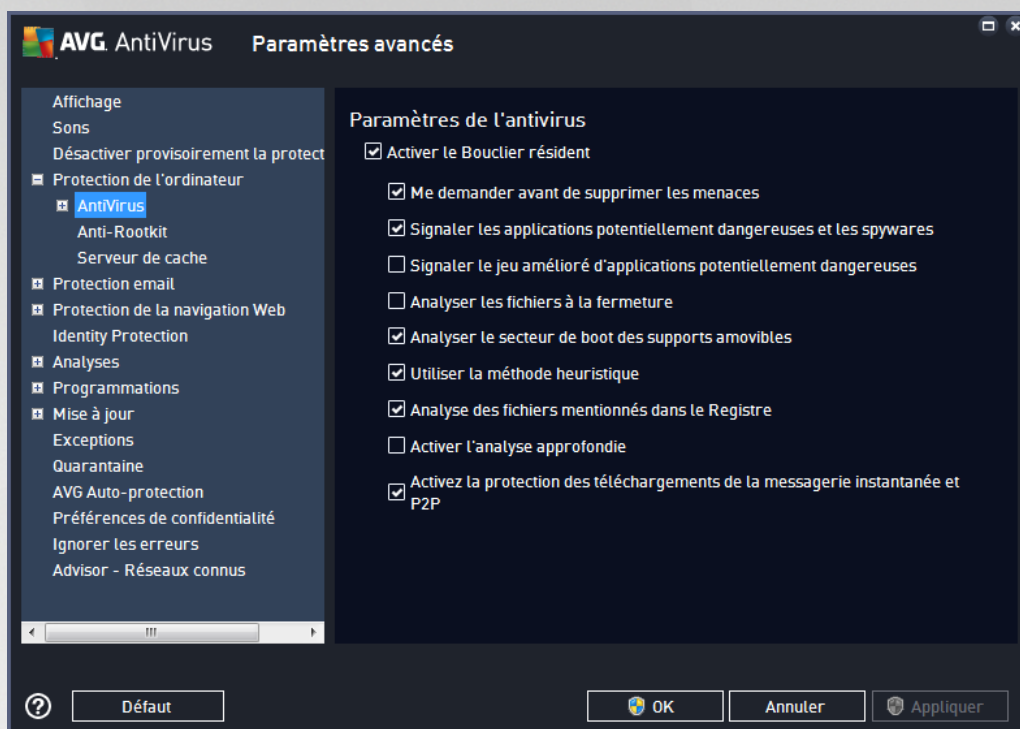 AVG. AntiVirus
Paramètres avancés
Affichage
Sons
Désactiver provisoirement la protect
Protection de l'ordinateur
AntiVirus
Anti-Rootkit
Serveur de cache
Protection email
Protection de la navigation Web
Identity Protection
Analyses
Programmations
Mise à jour
Exceptions
Quarantaine
AVG Auto-protection
Préférences de confidentialité
Ignorer les erreurs
Advisor - Réseaux connus
Paramètres de l'antivirus
Activer le Bouclier résident
Me demander avant de supprimer les menaces
Signaler les applications potentiellement dangereuses et les spywares
Signaler le jeu amélioré d'applications potentiellement dangereuses
Analyser les fichiers à la fermeture
Analyser le secteur de boot des supports amovibles
Utiliser la méthode heuristique
Analyse des fichiers mentionnés dans le Registre
Activer l'analyse approfondie
Activez la protection des téléchargements de la messagerie instantanée et
P2P
Défaut
OK
Annuler
Appliquer